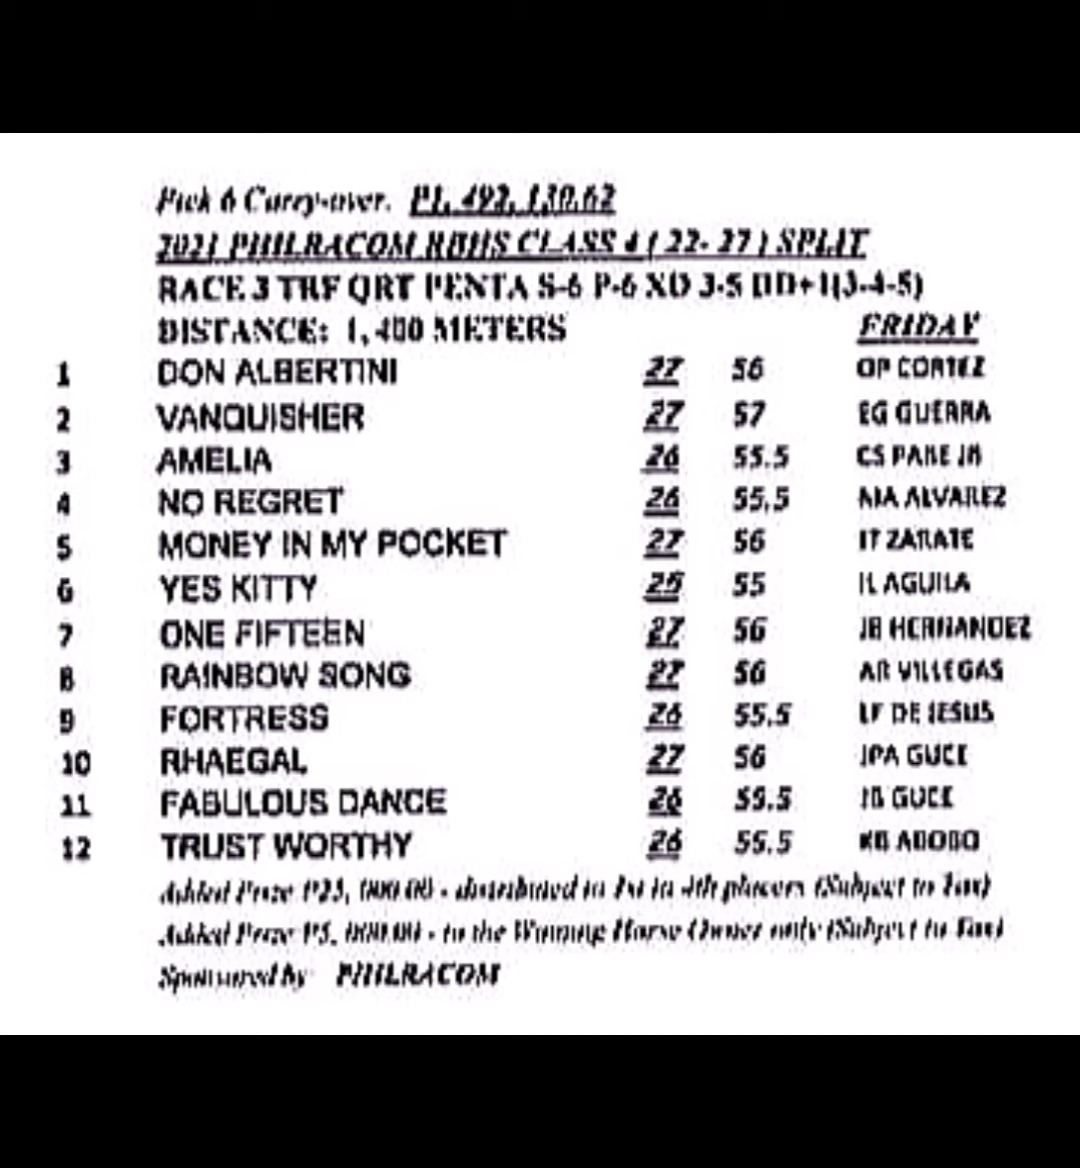 Pick 6 Carry-over. P1, 492, 130.62
2021 PHILRACOM RBHS CLASS 4 ( 22- 27 ) SPLIT
RACE 3 TRF QRT PENTA S-6 P-6 XD 3-5 DD+1(3-4-5)
DISTANCE: 1, 400 METERS FRIDAY
1 DON ALBERTINI 27 56 OP CORTEZ
2 VANQUISHER 27 57 EG GUERRA
3 AMELIA 26 55.5 CS PARE JR
4 NO REGRET 26 55.5 MA ALVAREZ
5 MONEY IN MY POCKET 27 56 JT ZARATE
6 YES KITTY 25 55 JL AGUILA
7 ONE FIFTEEN 27 56 JB HERNANDEZ
8 RAINBOW SONG 27 56 AR VILLEGAS
9 FORTRESS 26 55.5 LF DE JESUS
10 RHAEGAL 27 56 JPA GUCE
11 FABULOUS DANCE 26 55.5 JB GUCE
12 TRUST WORTHY 26 55.5 KB ABOBO
Added Prize P25, 000.00 - distributed to 1st to 4th placers (Subject to Tax)
Added Prize P5, 000.00 - to the Winning Horse Owner only (Subject to Tax)
Sponsored by PHILRACOM